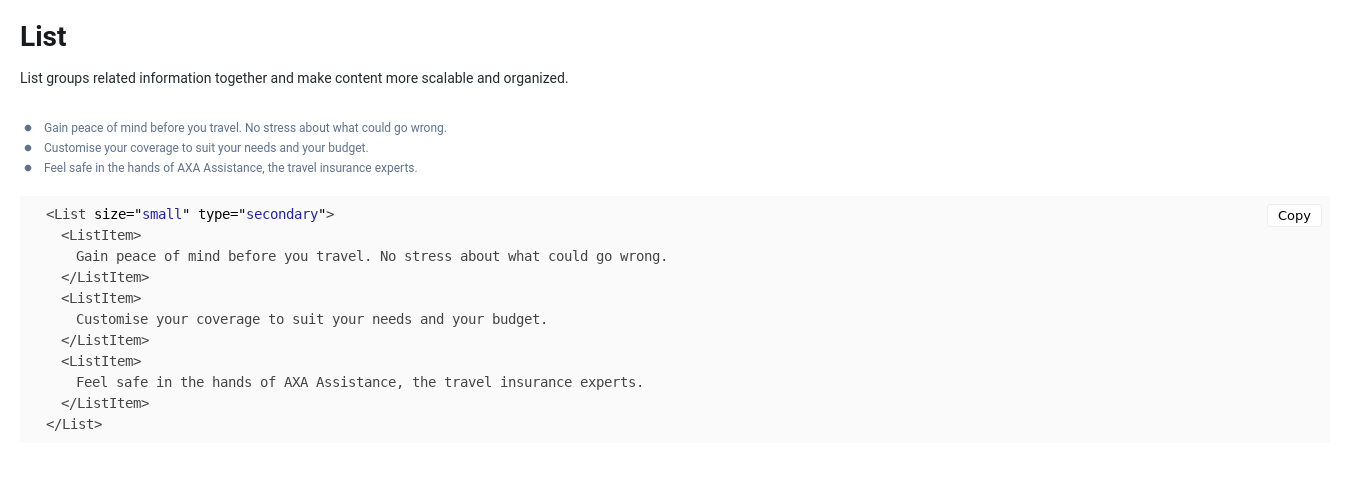 List
List groups related information together and make content more scalable and organized.
Gain peace of mind before you travel. No stress about what could go wrong.
Customise your coverage to suit your needs and your budget.
Feel safe in the hands of AXA Assistance, the travel insurance experts.
<List size="small" type="secondary">
Copy
<ListItem>
Gain peace of mind before you travel. No stress about what could go wrong.
</ListItem>
<ListItem>
Customise your coverage to suit your needs and your budget.
</ListItem>
<ListItem>
Feel safe in the hands of AXA Assistance, the travel insurance experts.
</ListItem>
</List>